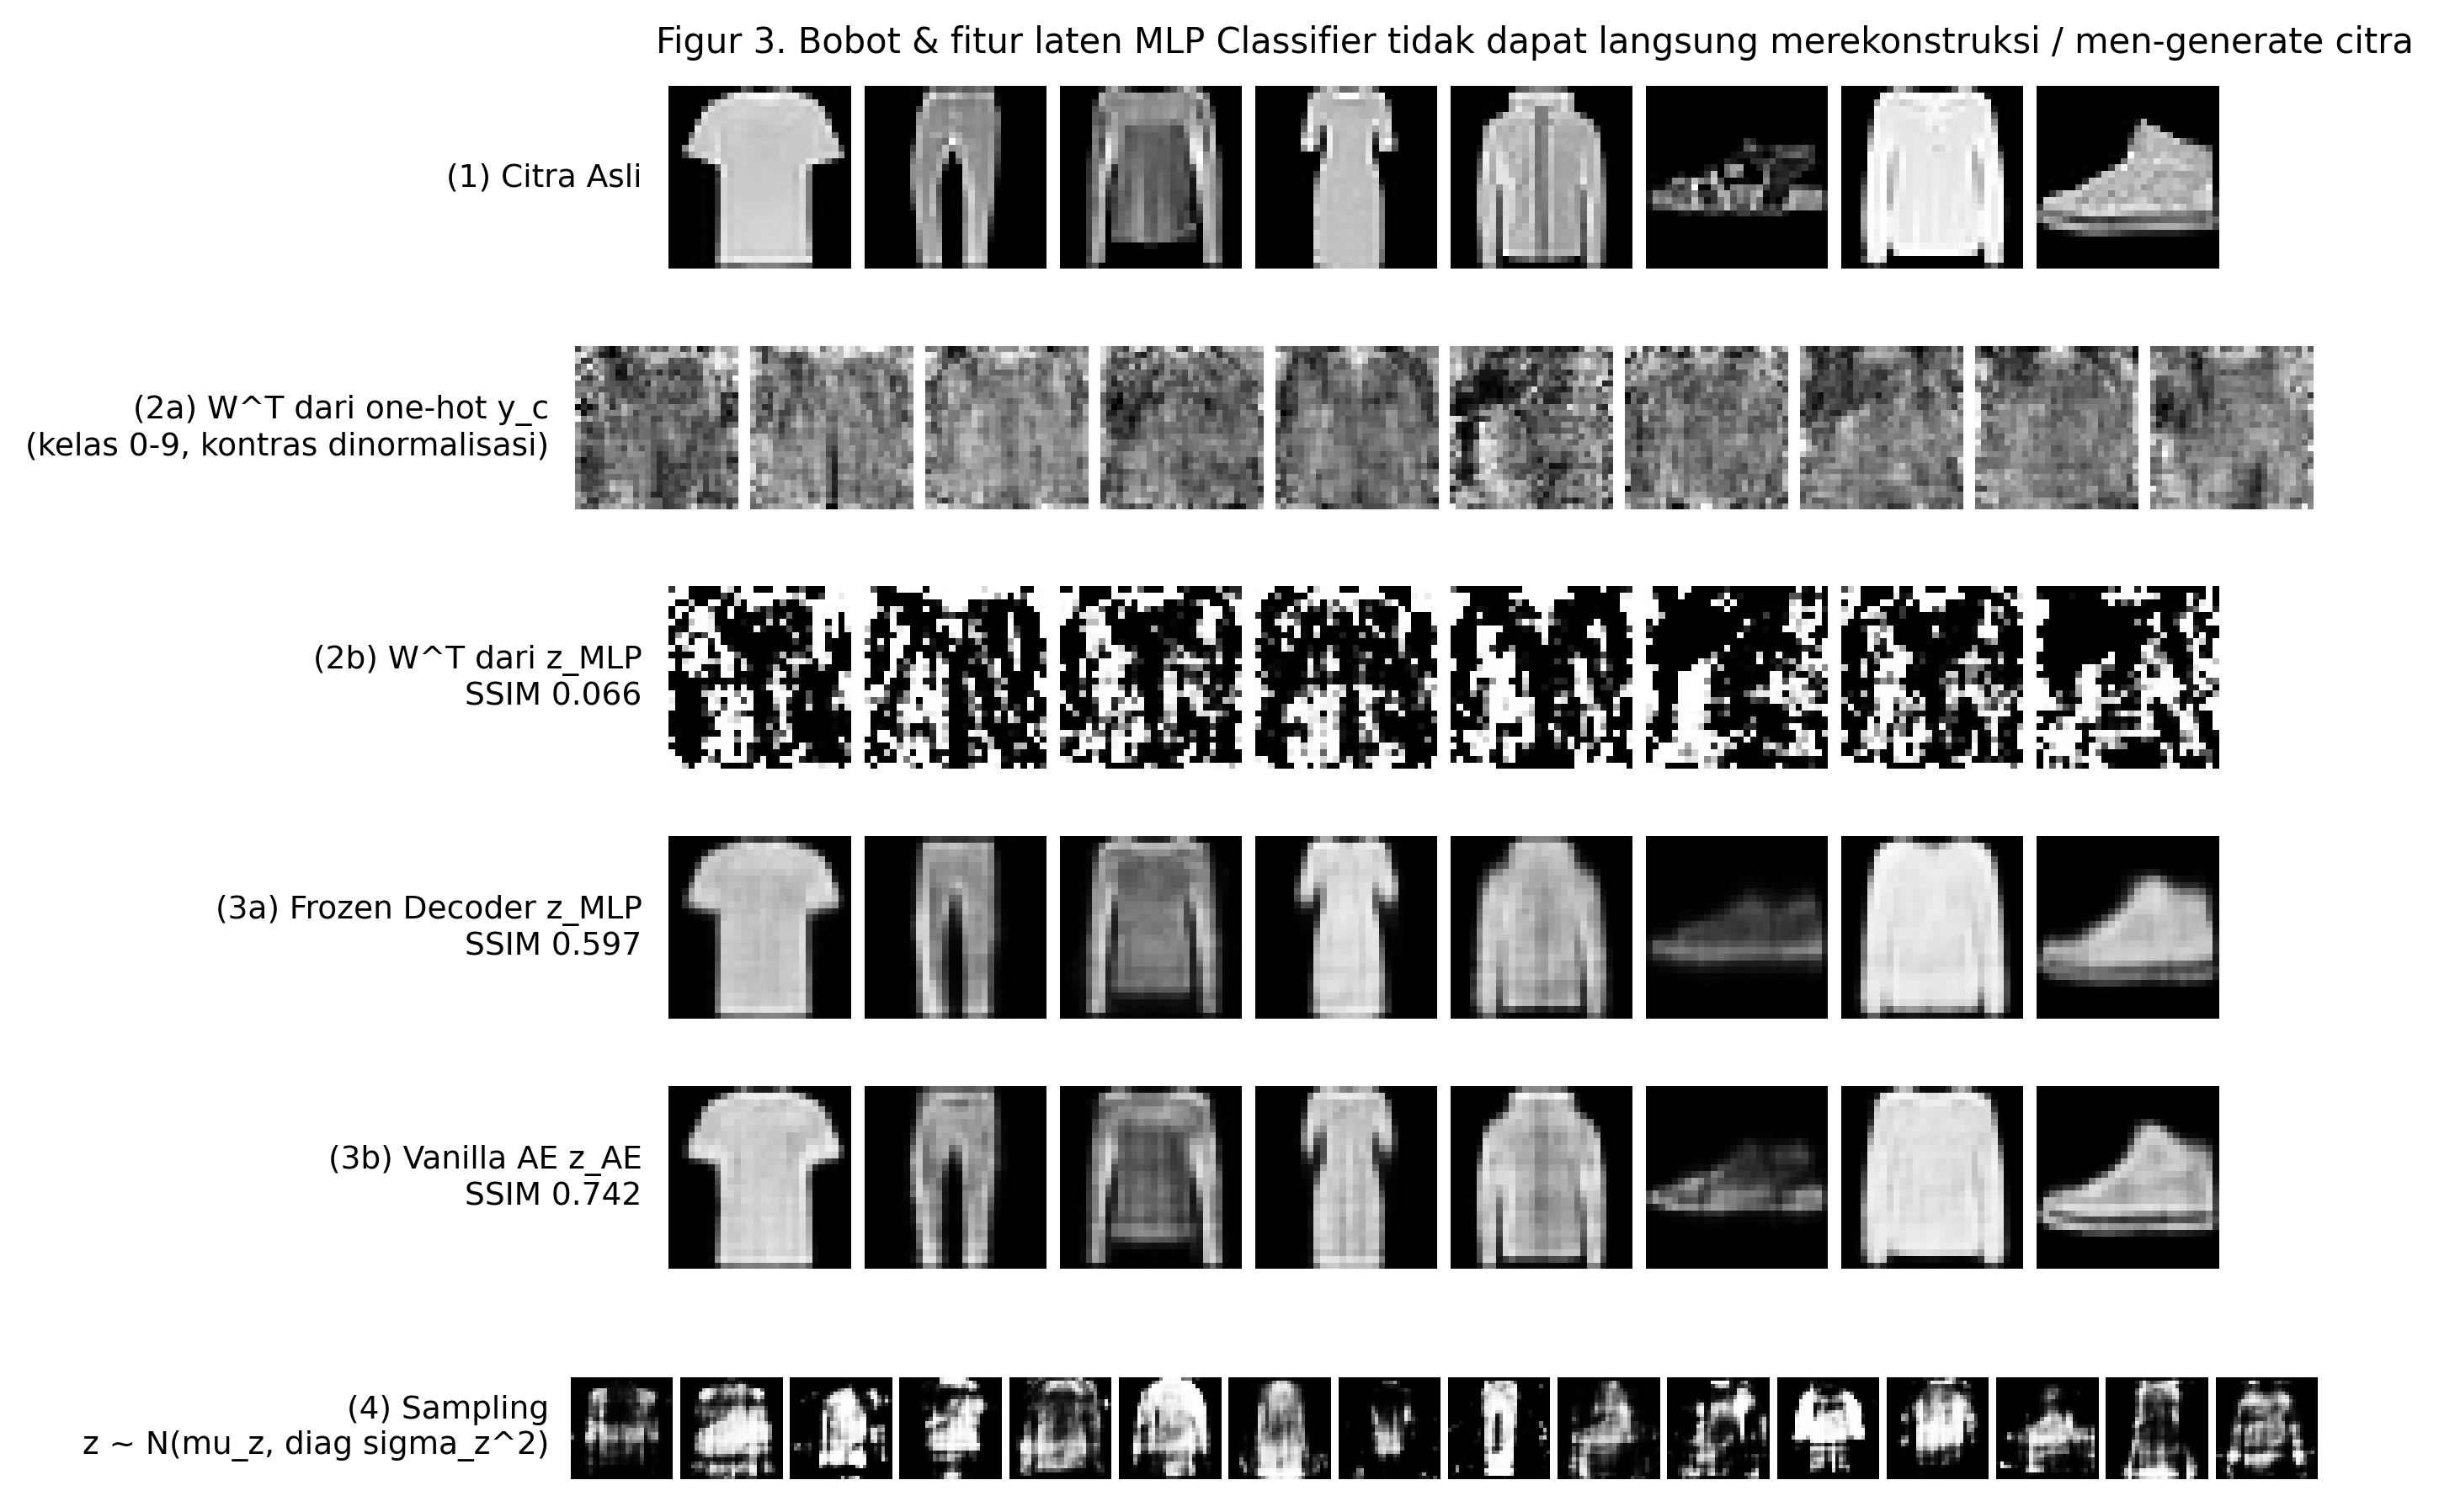 Figur 3. Bobot & fitur laten MLP Classifier tidak dapat langsung merekonstruksi / men-generate citra
(1) Citra Asli
(2a) W^T dari one-hot y_c
(kelas 0-9, kontras dinormalisasi)
(2b) W^T dari z_MLP
SSIM 0.066
(3a) Frozen Decoder z_MLP
SSIM 0.597
(3b) Vanilla AE z_AE
SSIM 0.742
(4) Sampling
z ~ N(mu_z, diag sigma_z^2)